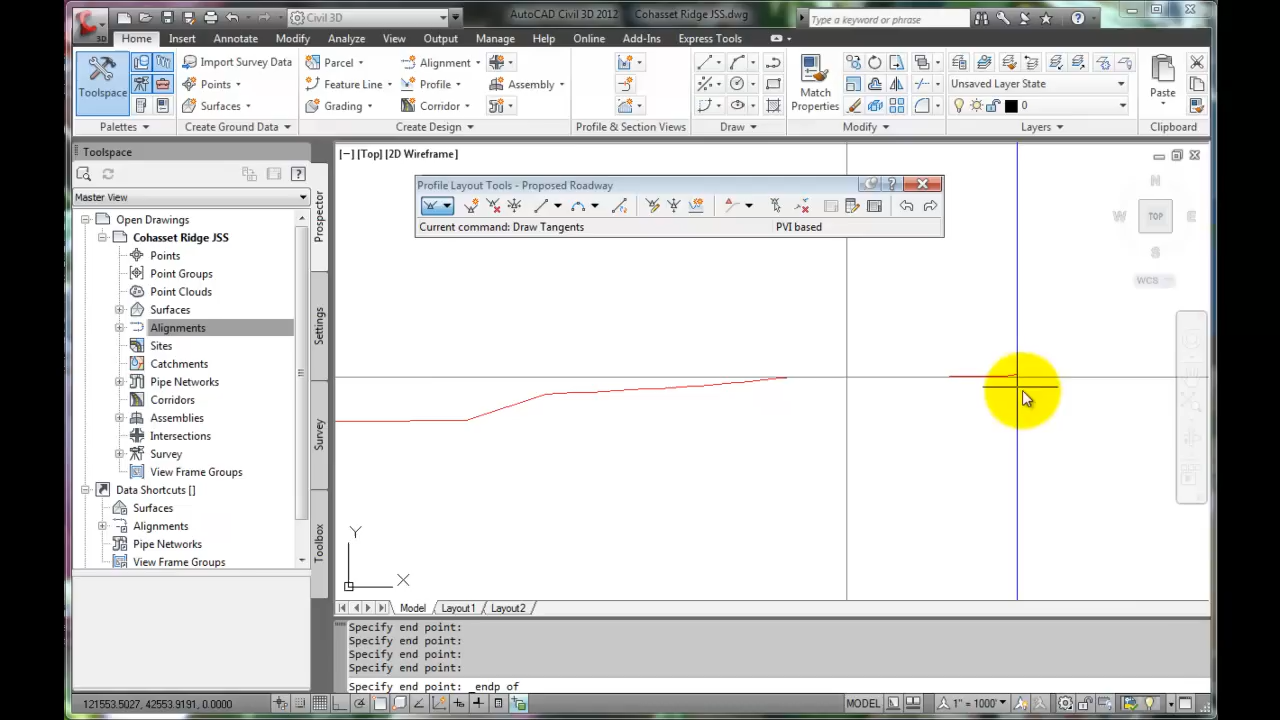 Civil 3D
AutoCAD Civil 3D 2012 Cohasset Ridge JSS.dwg
Type a keyword or phrase
Home Insert Annotate Modify Analyze View Output Manage Help Online Add-Ins Express Tools
Toolspace
Import Survey Data
Points
Surfaces
Parcel
Feature Line
Grading
Alignment
Profile
Corridor
Assembly
Match
Properties
Unsaved Layer State
0
Paste
Palettes
Create Ground Data
Create Design
Profile & Section Views
Draw
Modify
Layers
Clipboard
Toolspace
Master View
Open Drawings
Cohasset Ridge JSS
Points
Point Groups
Point Clouds
Surfaces
Alignments
Sites
Catchments
Pipe Networks
Corridors
Assemblies
Intersections
Survey
View Frame Groups
Data Shortcuts []
Surfaces
Alignments
Pipe Networks
View Frame Groups
Prospector
Settings
Survey
Toolbox
[−] [Top] [2D Wireframe]
Profile Layout Tools - Proposed Roadway
Current command: Draw Tangents
PVI based
N
W TOP E
S
WCS
Y
X
Model Layout1 Layout2
Specify end point:
Specify end point:
Specify end point:
Specify end point:
Specify end point: _endp of
121553.5027, 42553.9191, 0.0000
MODEL
1" = 1000'